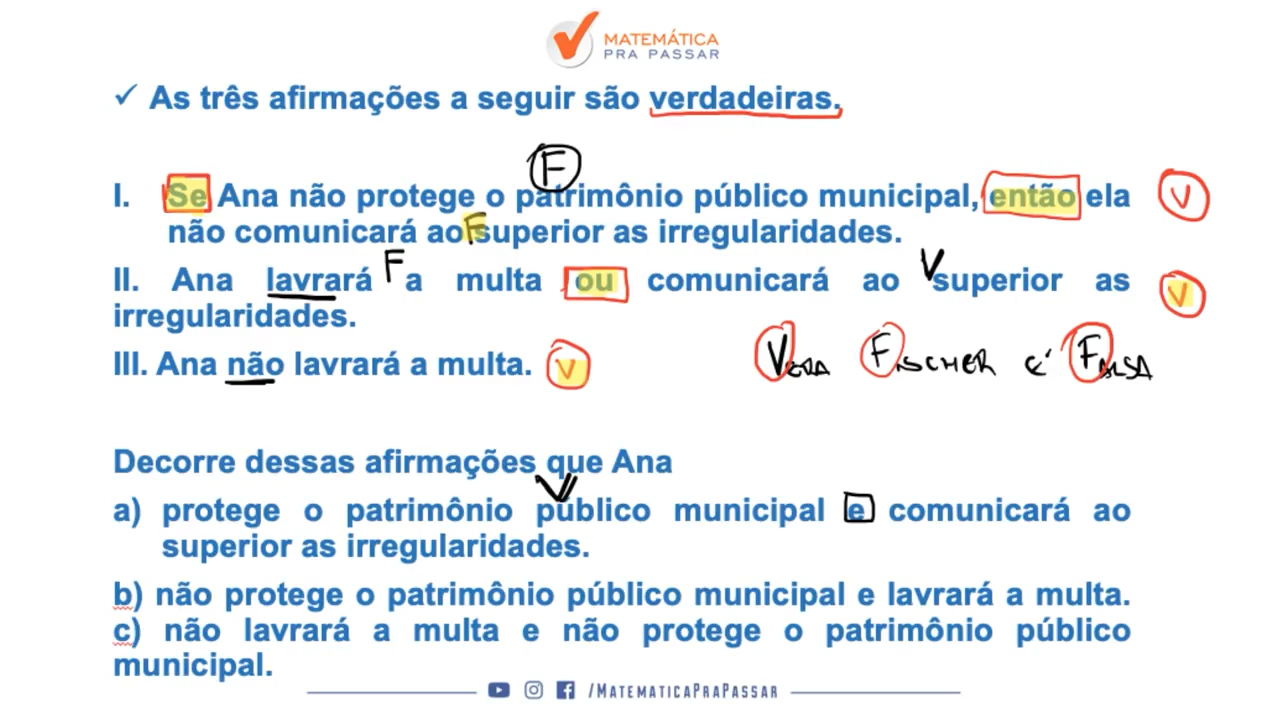 MATEMÁTICA
PRA PASSAR
✓ As três afirmações a seguir são verdadeiras.
F
I. Se Ana não protege o patrimônio público municipal, então ela V
não comunicará ao F superior as irregularidades.
II. Ana lavrará F a multa ou comunicará ao V superior as V
irregularidades.
III. Ana não lavrará a multa. V VERA FISCHER É FALSA
Decorre dessas afirmações que Ana
V
a) protege o patrimônio público municipal e comunicará ao
superior as irregularidades.
b) não protege o patrimônio público municipal e lavrará a multa.
c) não lavrará a multa e não protege o patrimônio público
municipal.
/MATEMATICAPRAPASSAR